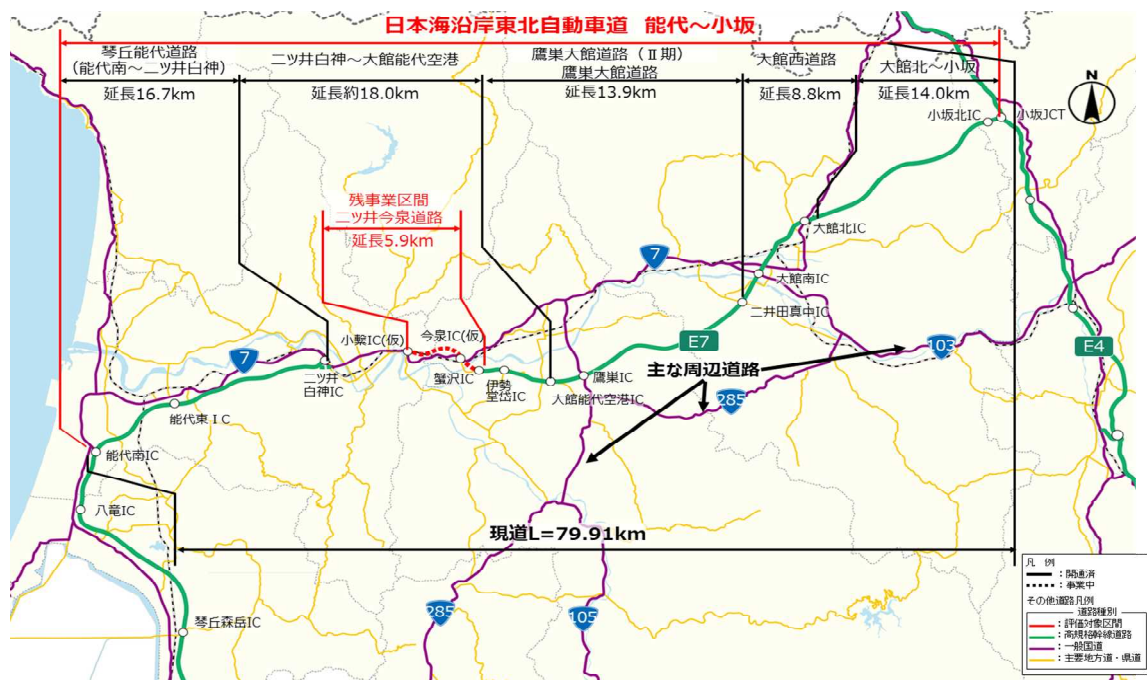 日本海沿岸東北自動車道 能代～小坂
琴丘能代道路
(能代南～二ツ井白神)
延長16.7km
二ツ井白神～大館能代空港
延長約18.0km
鷹巣大館道路（Ⅱ期）
鷹巣大館道路
延長13.9km
大館西道路
延長8.8km
大館北～小坂
延長14.0km
N
小坂北IC
小坂JCT
残事業区間
二ツ井今泉道路
延長5.9km
大館北IC
7
大館南IC
二井田真中IC
小繋IC(仮)
今泉IC(仮)
E7
103
E4
7
二ツ井
白神IC
蟹沢IC
伊勢
堂岱IC
大館能代空港IC
鷹巣IC
主な周辺道路
285
能代東IC
能代南IC
八竜IC
現道L=79.91km
琴丘森岳IC
285
105
凡 例
：開通済
：事業中
その他道路凡例
道路種別
：評価対象区間
：高規格幹線道路
：一般国道
：主要地方道・県道